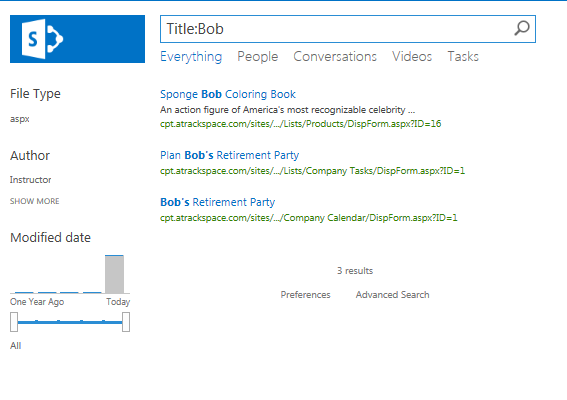 S
Title:Bob
Everything People Conversations Videos Tasks
File Type
aspx
Author
Instructor
SHOW MORE
Modified date
One Year Ago Today
All
Sponge Bob Coloring Book
An action figure of America's most recognizable celebrity ...
cpt.atrackspace.com/sites/.../Lists/Products/DispForm.aspx?ID=16
Plan Bob's Retirement Party
cpt.atrackspace.com/sites/.../Lists/Company Tasks/DispForm.aspx?ID=1
Bob's Retirement Party
cpt.atrackspace.com/sites/.../Company Calendar/DispForm.aspx?ID=1
3 results
Preferences Advanced Search